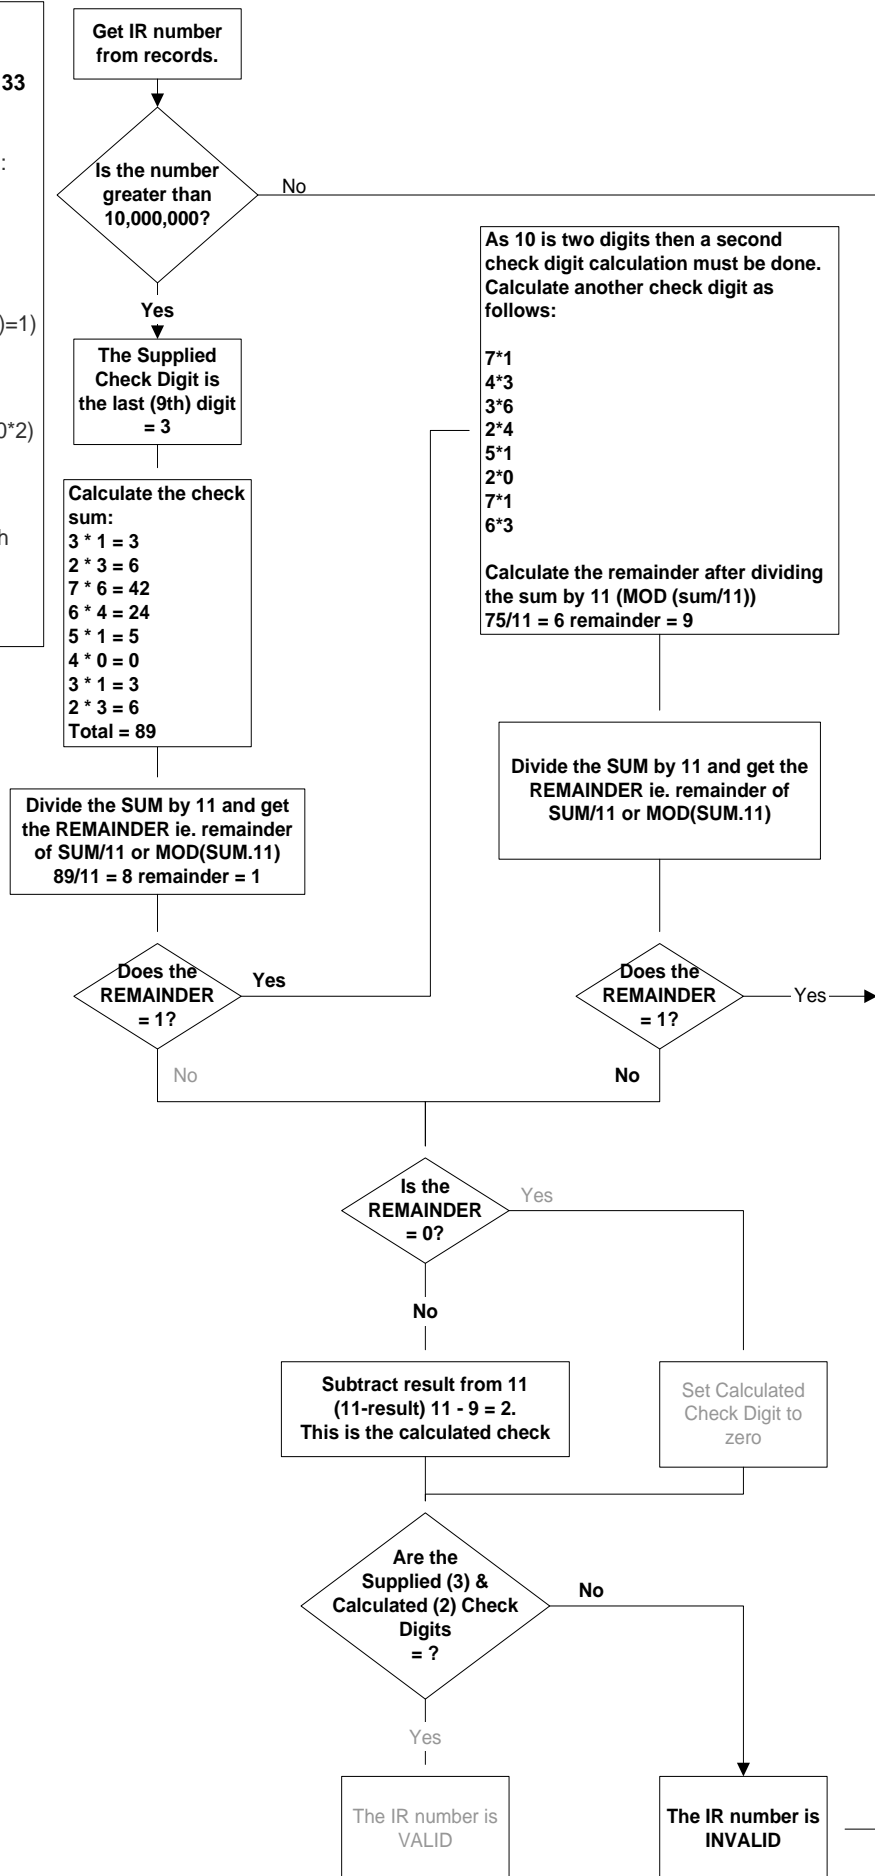 33
:
)=1)
0*2)
h
Get IR number
from records.
Is the number
greater than
10,000,000?
No
Yes
The Supplied
Check Digit is
the last (9th) digit
= 3
Calculate the check
sum:
3 * 1 = 3
2 * 3 = 6
7 * 6 = 42
6 * 4 = 24
5 * 1 = 5
4 * 0 = 0
3 * 1 = 3
2 * 3 = 6
Total = 89
Divide the SUM by 11 and get
the REMAINDER ie. remainder
of SUM/11 or MOD(SUM.11)
89/11 = 8 remainder = 1
Does the
REMAINDER
= 1?
Yes
No
As 10 is two digits then a second
check digit calculation must be done.
Calculate another check digit as
follows:
7*1
4*3
3*6
2*4
5*1
2*0
7*1
6*3
Calculate the remainder after dividing
the sum by 11 (MOD (sum/11))
75/11 = 6 remainder = 9
Divide the SUM by 11 and get the
REMAINDER ie. remainder of
SUM/11 or MOD(SUM.11)
Does the
REMAINDER
= 1?
Yes
No
Is the
REMAINDER
= 0?
Yes
No
Subtract result from 11
(11-result) 11 - 9 = 2.
This is the calculated check
Set Calculated
Check Digit to
zero
Are the
Supplied (3) &
Calculated (2) Check
Digits
= ?
No
Yes
The IR number is
VALID
The IR number is
INVALID